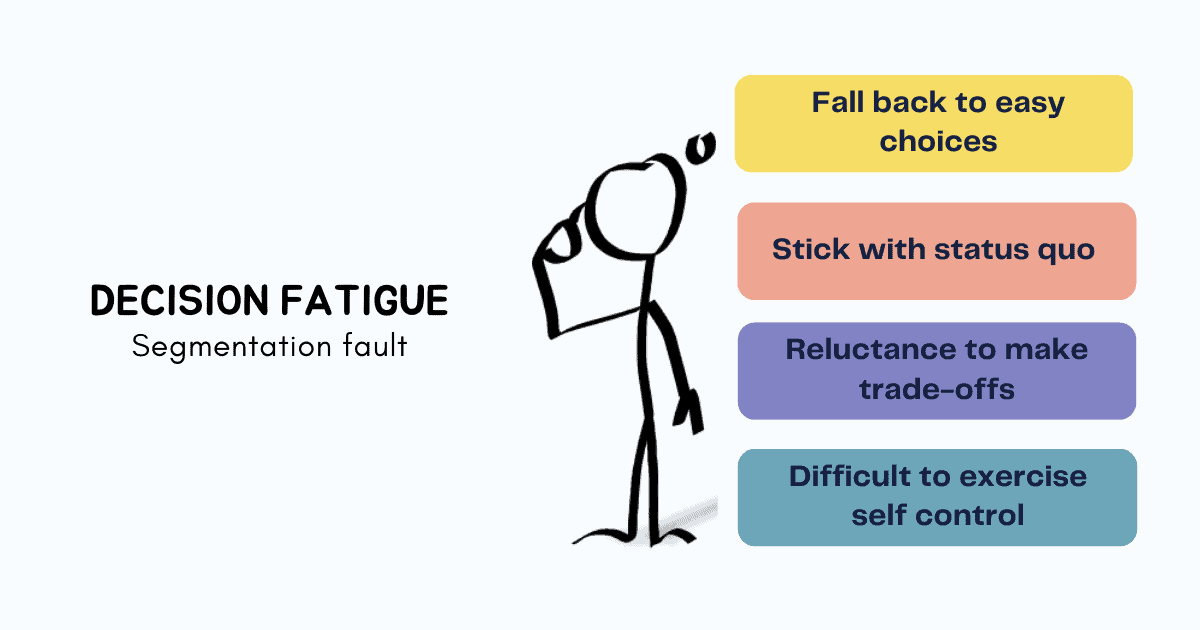 DECISION FATIGUE
Segmentation fault
Fall back to easy
choices
Stick with status quo
Reluctance to make
trade-offs
Difficult to exercise
self control